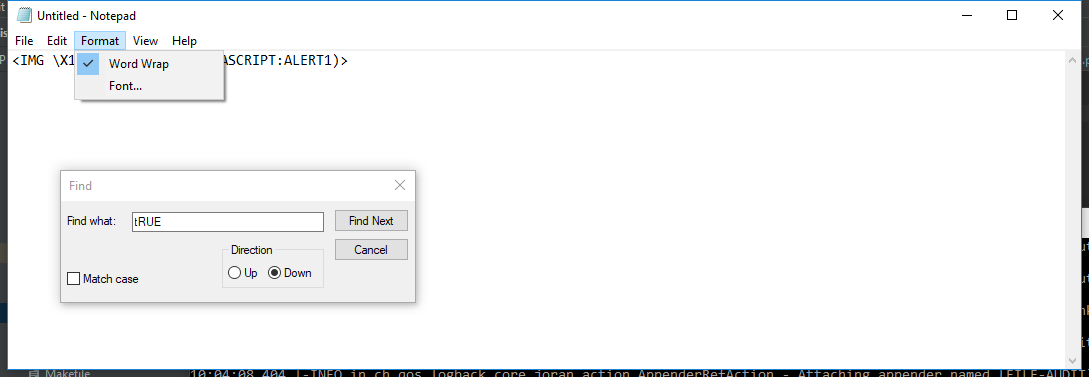 Untitled - Notepad
File Edit Format View Help
<IMG \X1 ASCRIPT:ALERT1)>
Word Wrap
Font...
Find
Find what: tRUE
Find Next
Direction
Cancel
Up Down
Match case
Makefile 10:04:08,404 |-INFO in ch.qos.logback.core.joran.action.AppenderRefAction - Attaching appender named [FILE-AUDIT